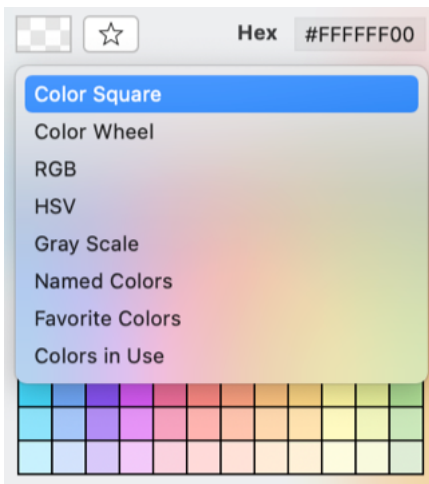 Hex #FFFFFF00
Color Square
Color Wheel
RGB
HSV
Gray Scale
Named Colors
Favorite Colors
Colors in Use